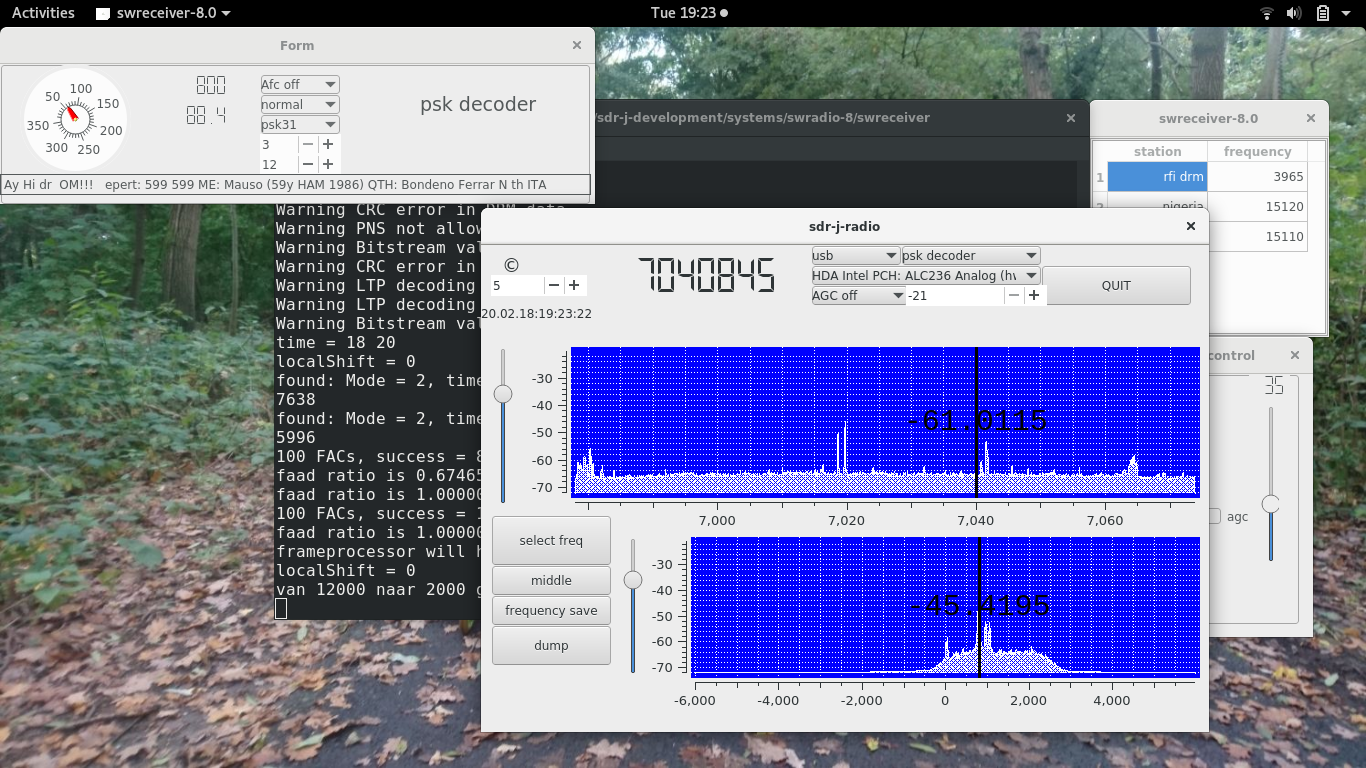 Activities swreceiver-8.0 Tue 19:23
Form
50 100 150 200 250 300 350
800
88.4
Afc off
normal
psk31
3
12
psk decoder
Ay Hi dr OM!!! epert: 599 599 ME: Mauso (59y HAM 1986) QTH: Bondeno Ferrar N th ITA
/sdr-j-development/systems/swradio-8/swreceiver
swreceiver-8.0
station frequency
1 rfi drm 3965
2 nigeria 15120
15110
Warning CRC error in DRM data
Warning PNS not allow
Warning Bitstream val
Warning CRC error in
Warning LTP decoding
Warning LTP decoding
Warning Bitstream val
time = 18 20
localShift = 0
found: Mode = 2, time
7638
found: Mode = 2, time
5996
100 FACs, success = 8
faad ratio is 0.67465
faad ratio is 1.00000
100 FACs, success = 1
faad ratio is 1.00000
frameprocessor will h
localShift = 0
van 12000 naar 2000 g
sdr-j-radio
©
5
20.02.18:19:23:22
7040845
usb psk decoder
HDA Intel PCH: ALC236 Analog (hw
AGC off -21
QUIT
-30
-40
-50
-60
-70
-61.0115
7,000 7,020 7,040 7,060
select freq
middle
frequency save
dump
-30
-40
-50
-60
-70
-45.4195
-6,000 -4,000 -2,000 0 2,000 4,000
control
35
agc